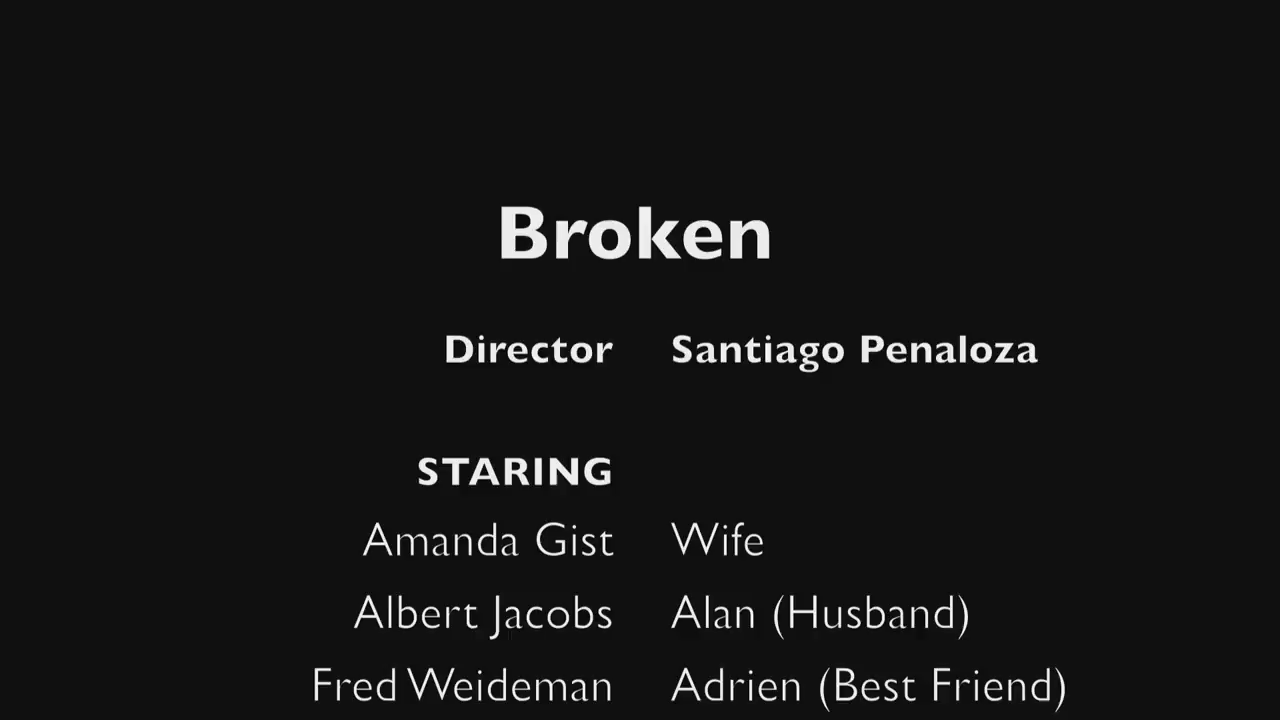 Broken
Director Santiago Penaloza
STARING
Amanda Gist Wife
Albert Jacobs Alan (Husband)
Fred Weideman Adrien (Best Friend)